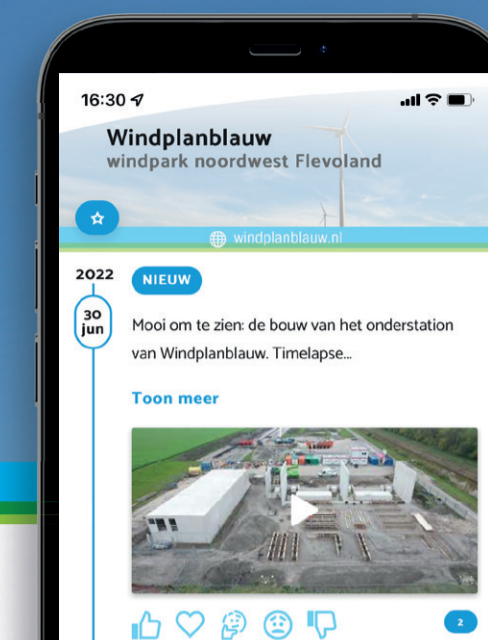 16:30
Windplanblauw
windpark noordwest Flevoland
windplanblauw.nl
2022
NIEUW
30
jun
Mooi om te zien: de bouw van het onderstation
van Windplanblauw. Timelapse...
Toon meer
2